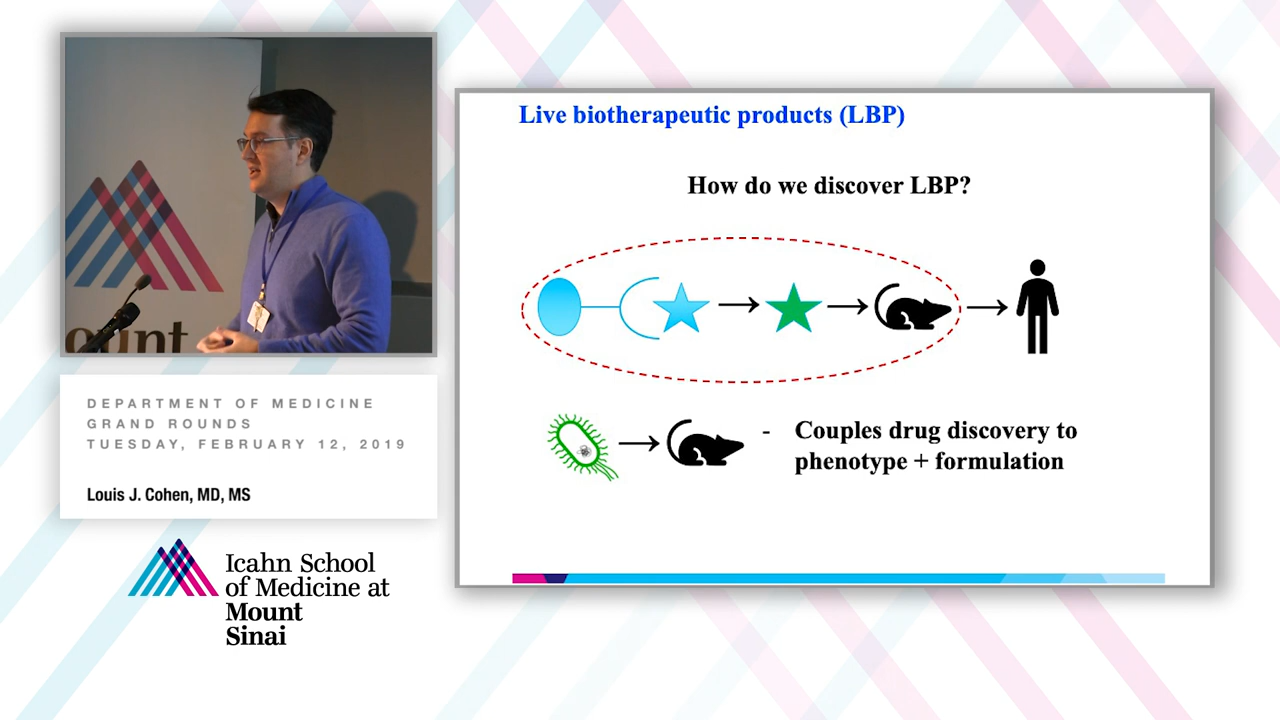 ount
DEPARTMENT OF MEDICINE
GRAND ROUNDS
TUESDAY, FEBRUARY 12, 2019
Louis J. Cohen, MD, MS
Icahn School
of Medicine at
Mount
Sinai
Live biotherapeutic products (LBP)
How do we discover LBP?
- Couples drug discovery to
phenotype + formulation